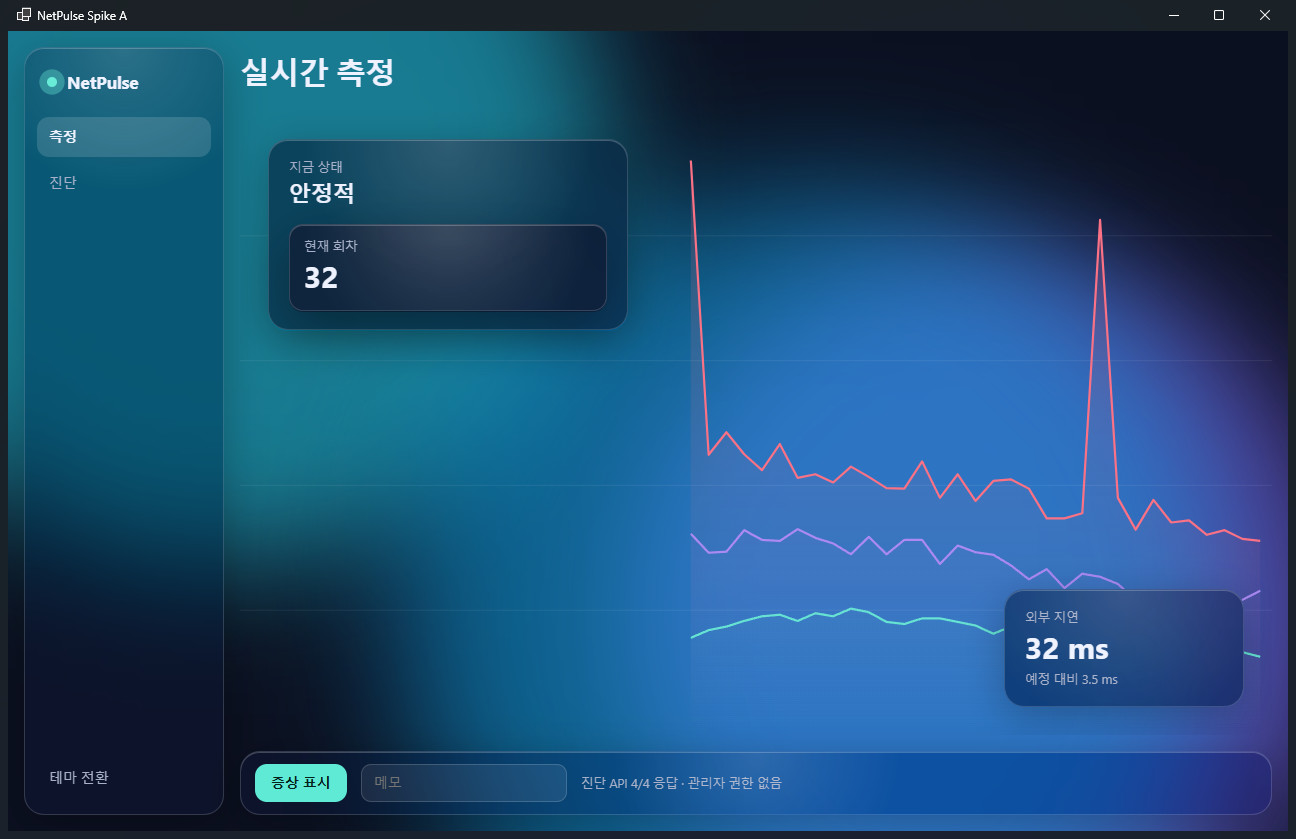 NetPulse Spike A
NetPulse
측정
진단
테마 전환
실시간 측정
지금 상태
안정적
현재 회차
32
외부 지연
32 ms
예정 대비 3.5 ms
증상 표시
메모
진단 API 4/4 응답 · 관리자 권한 없음